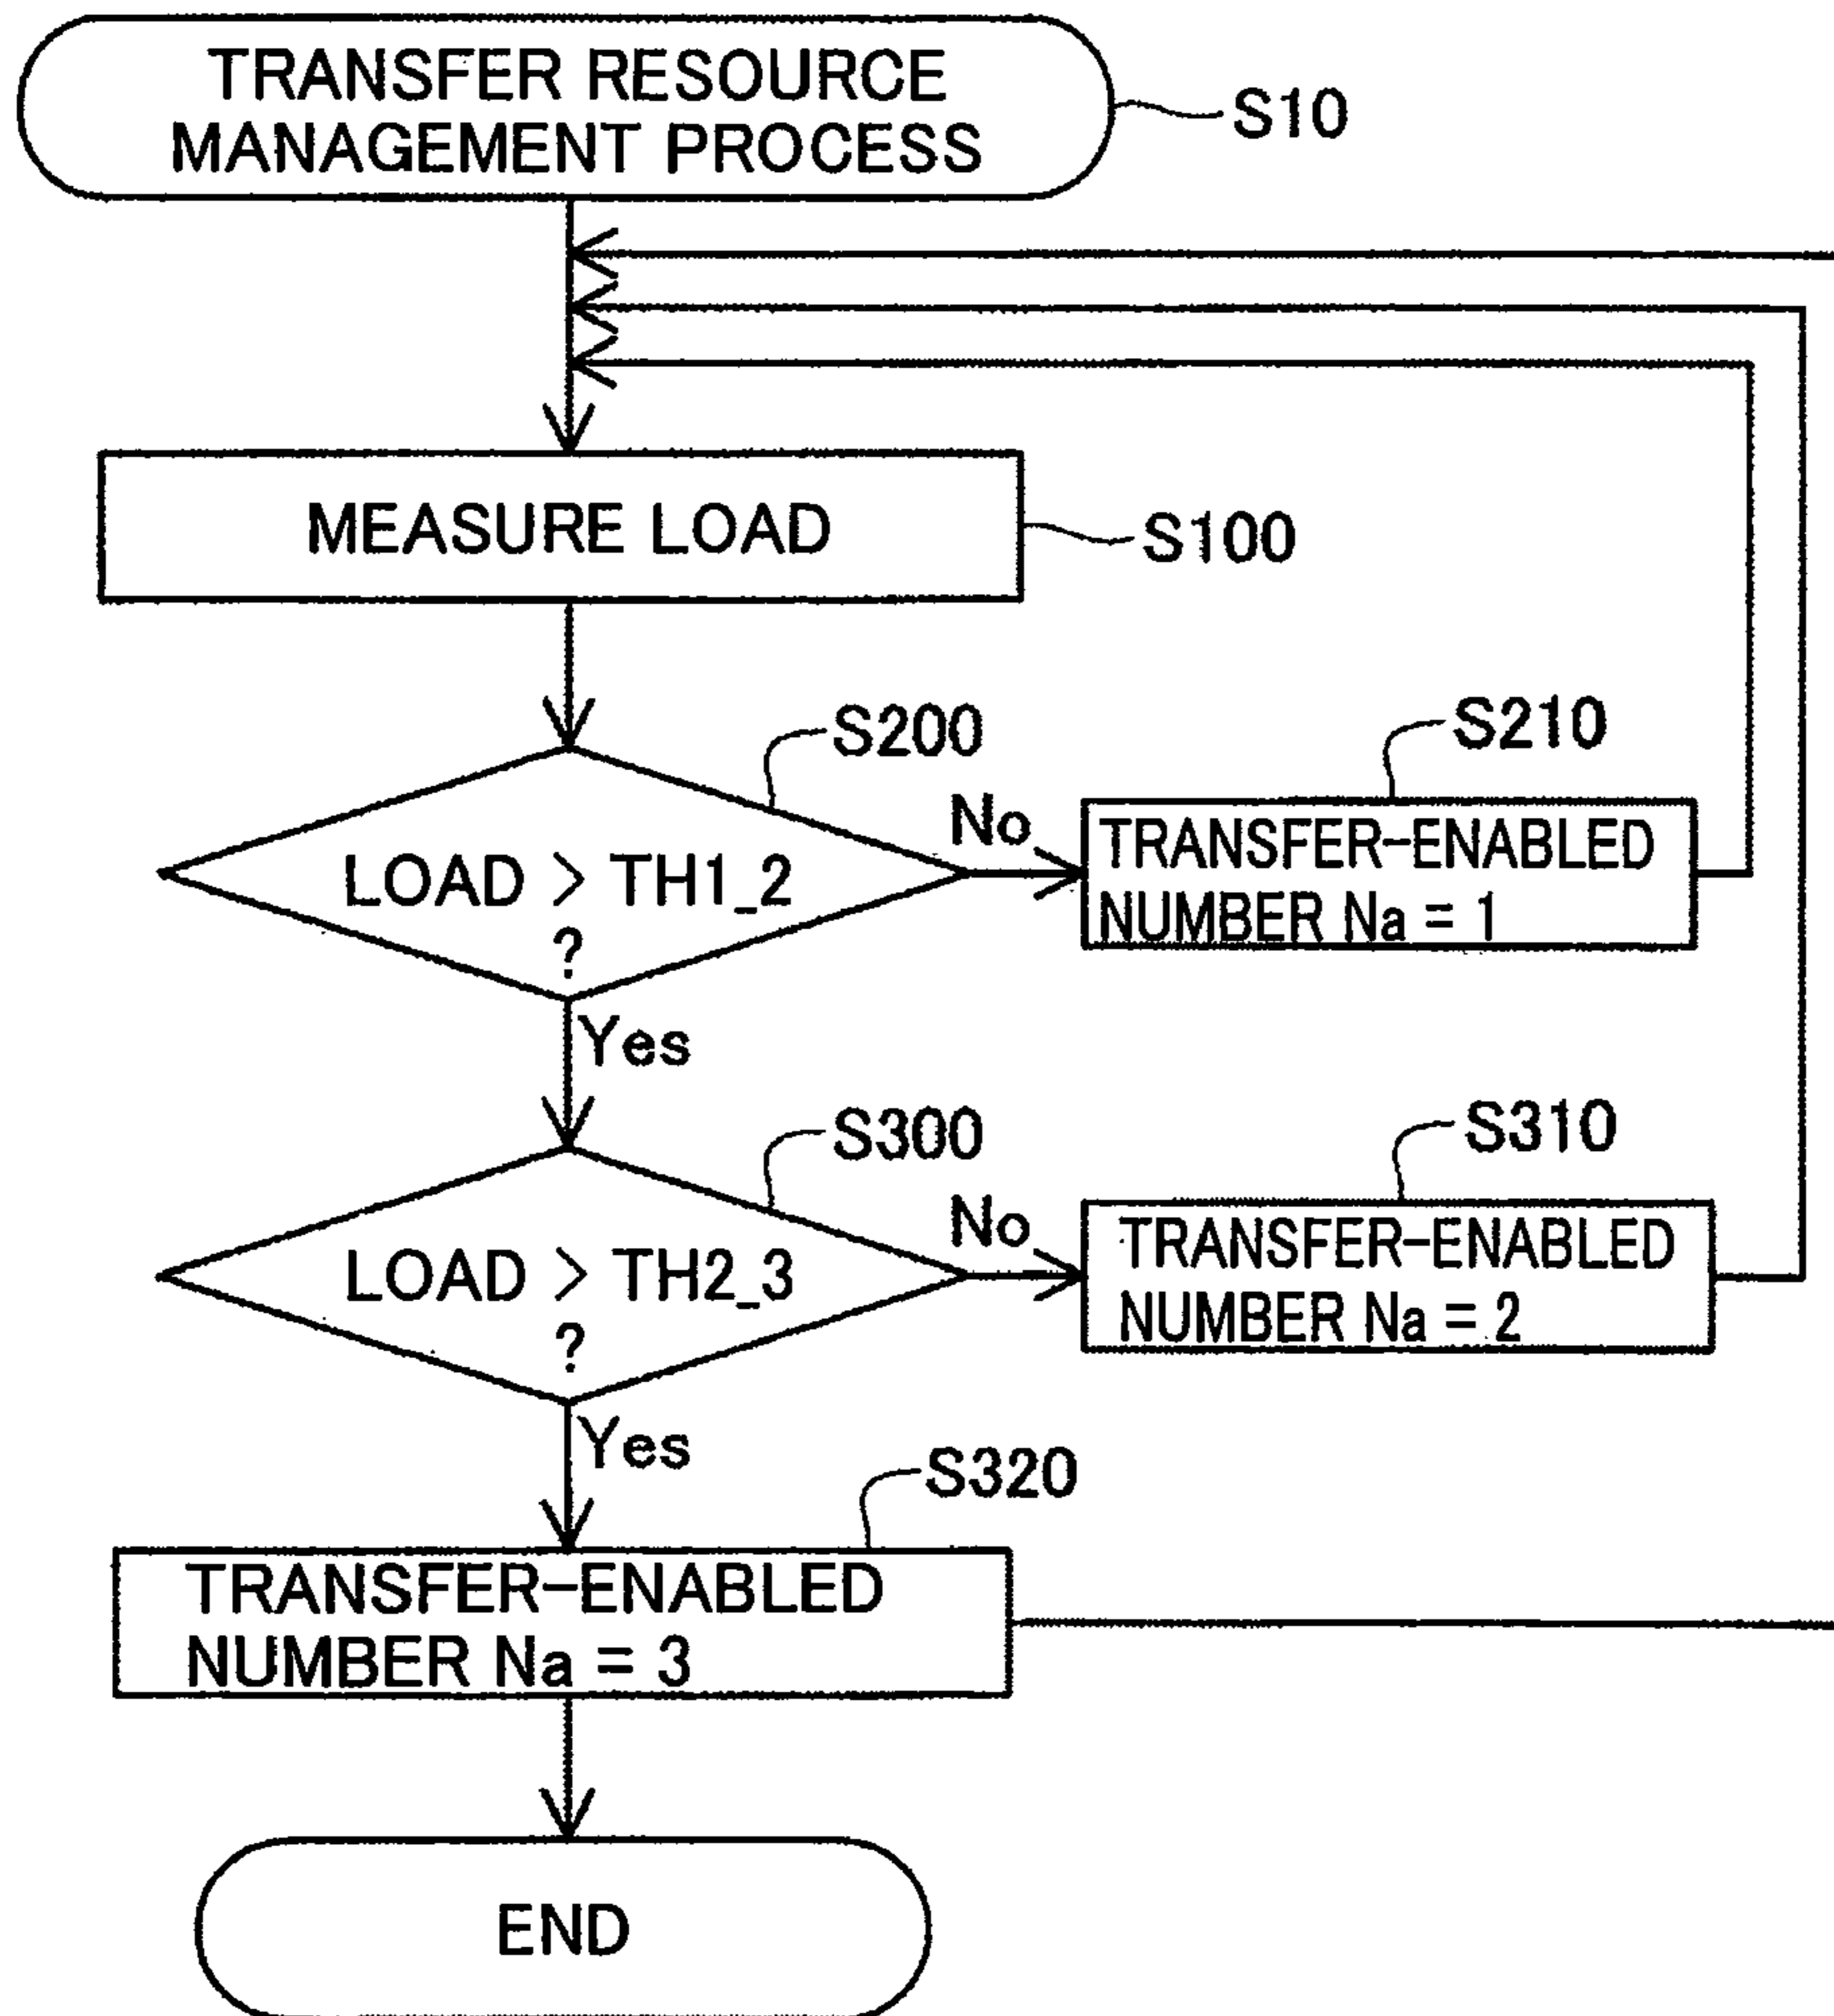 TRANSFER RESOURCE
MANAGEMENT PROCESS
S10
MEASURE LOAD
S100
S200
LOAD > TH1_2
?
No
S210
TRANSFER-ENABLED
NUMBER Na = 1
Yes
S300
LOAD > TH2_3
?
No
S310
TRANSFER-ENABLED
NUMBER Na = 2
Yes
S320
TRANSFER-ENABLED
NUMBER Na = 3
END